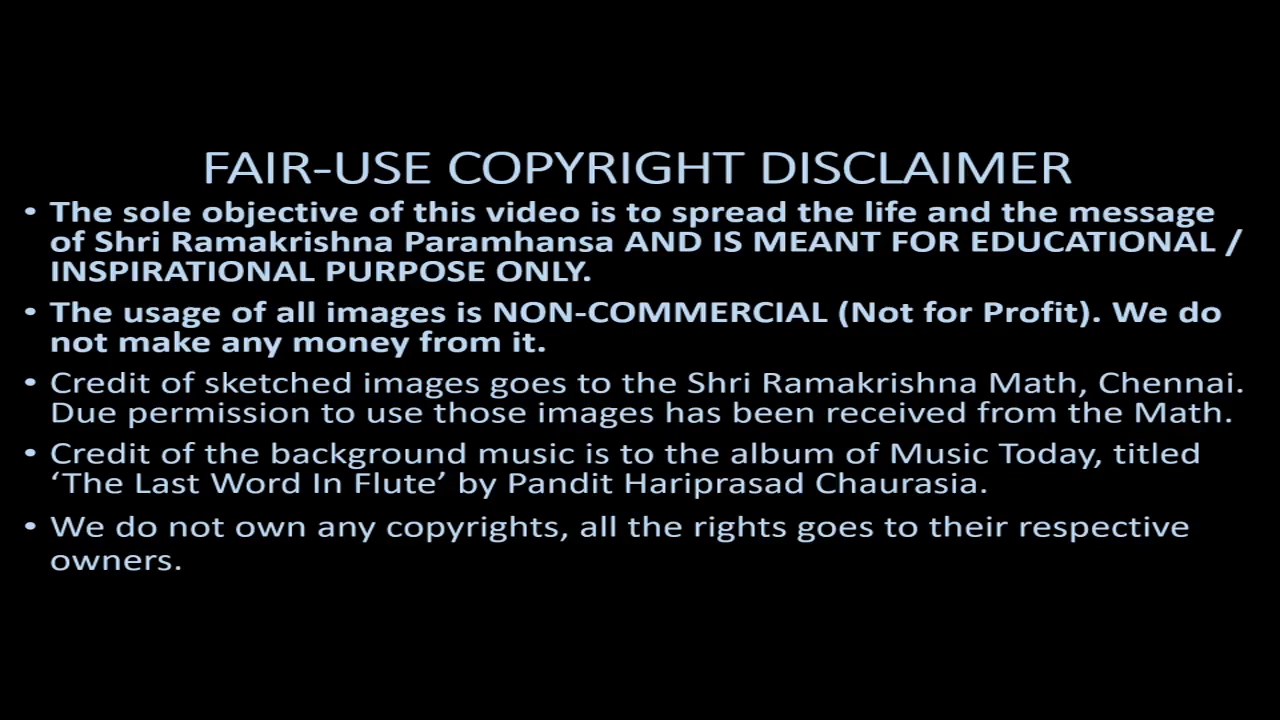 FAIR-USE COPYRIGHT DISCLAIMER
• The sole objective of this video is to spread the life and the message
of Shri Ramakrishna Paramhansa AND IS MEANT FOR EDUCATIONAL /
INSPIRATIONAL PURPOSE ONLY.
• The usage of all images is NON-COMMERCIAL (Not for Profit). We do
not make any money from it.
• Credit of sketched images goes to the Shri Ramakrishna Math, Chennai.
Due permission to use those images has been received from the Math.
• Credit of the background music is to the album of Music Today, titled
‘The Last Word In Flute’ by Pandit Hariprasad Chaurasia.
• We do not own any copyrights, all the rights goes to their respective
owners.